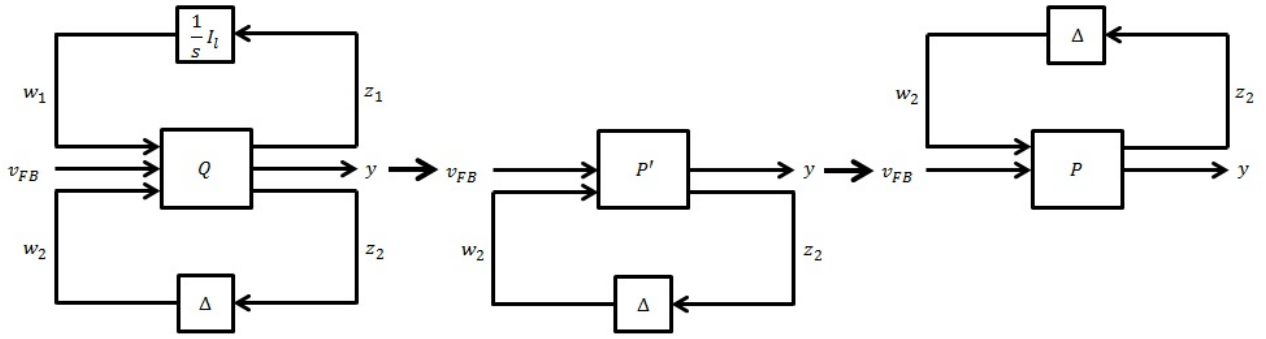 1/s I_l
w_1
z_1
v_FB
Q
y
w_2
z_2
Δ
v_FB
P'
y
w_2
z_2
Δ
Δ
w_2
z_2
v_FB
P
y